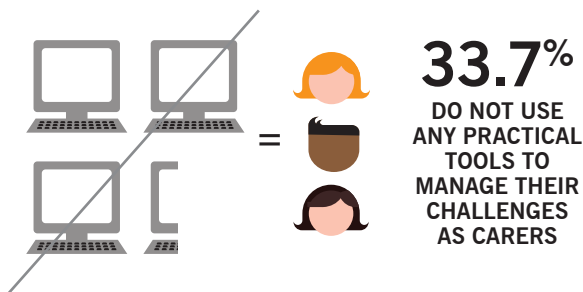 =
33.7%
DO NOT USE
ANY PRACTICAL
TOOLS TO
MANAGE THEIR
CHALLENGES
AS CARERS